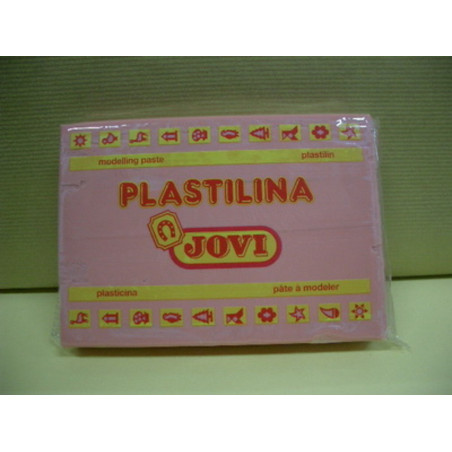 modelling paste plastilin
PLASTILINA
JOVI
plasticina pâte à modeler